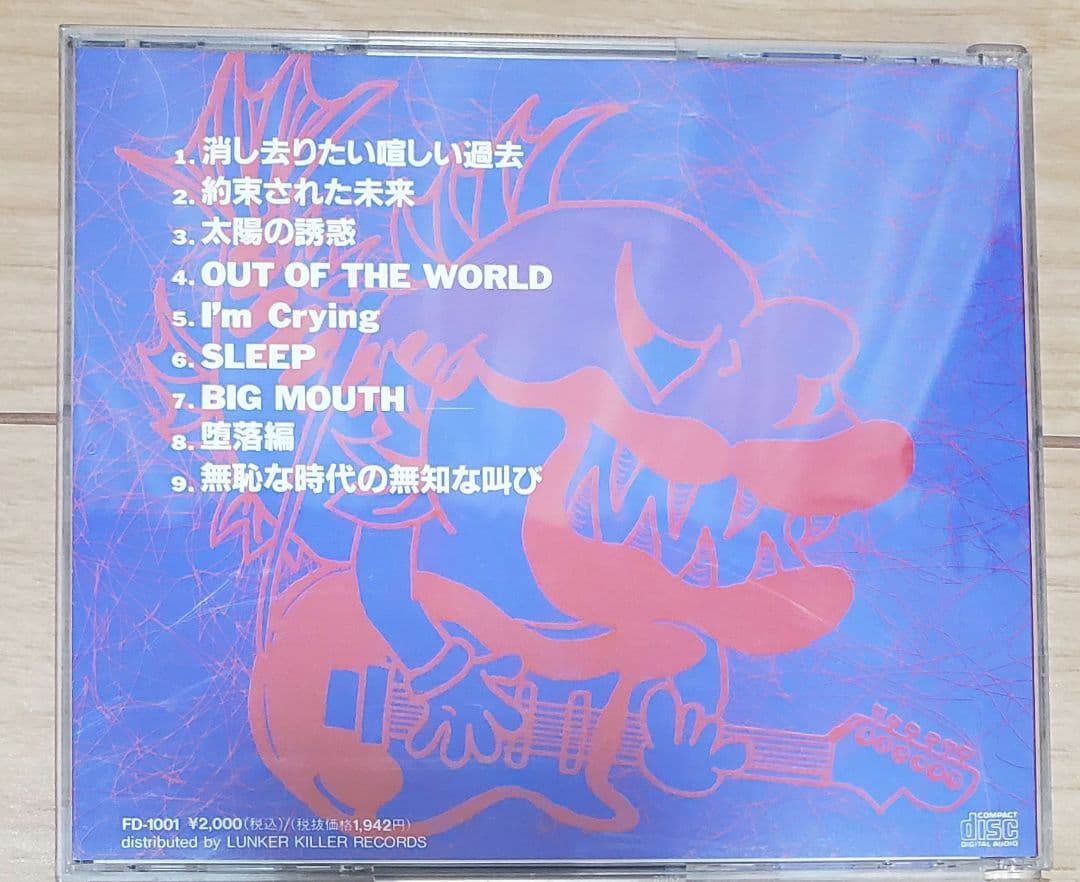 1. 消し去りたい喧しい過去
2. 約束された未来
3. 太陽の誘惑
4. OUT OF THE WORLD
5. I'm Crying
6. SLEEP
7. BIG MOUTH
8.堕落編
9. 無恥な時代の無知な叫び
FD-1001 ¥2,000(税込)/(税抜価格1,942円)
distributed by LUNKER KILLER RECORDS
COMPACT
disc
DIGITAL AUDIO